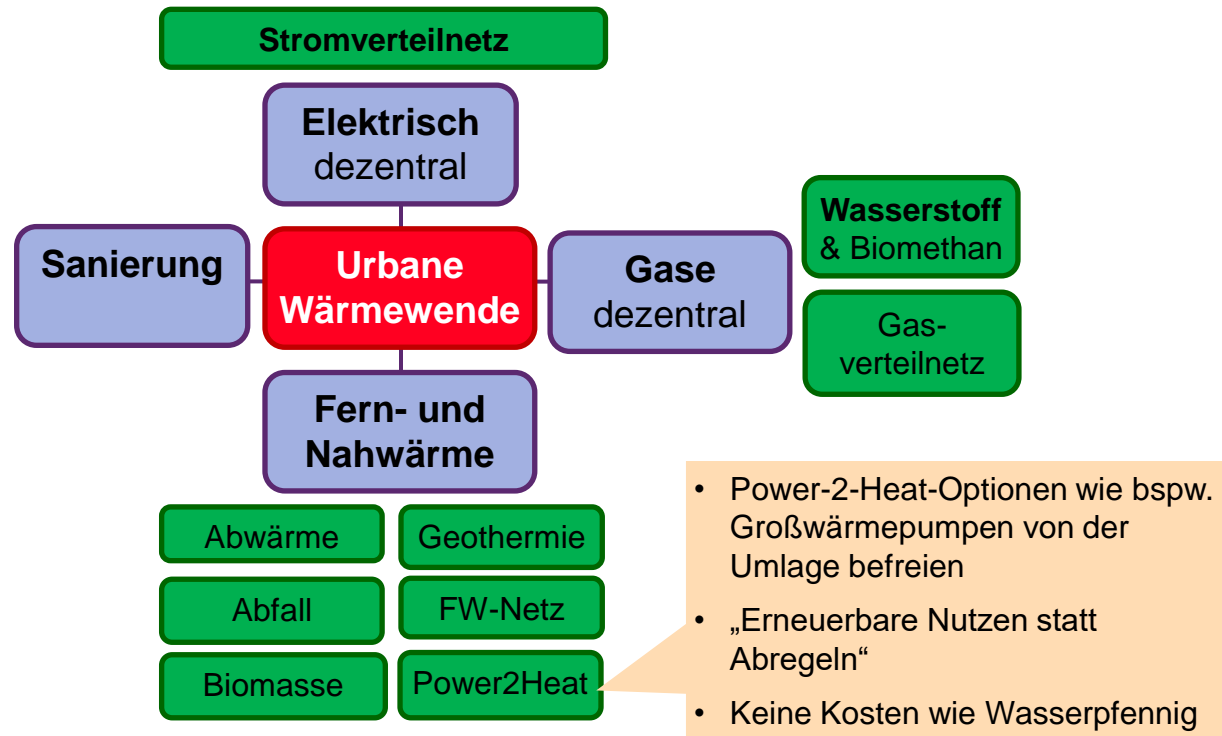 Stromverteilnetz
Elektrisch
dezentral
Sanierung
Urbane
Wärmewende
Gase
dezentral
Wasserstoff
& Biomethan
Gas-
verteilnetz
Fern- und
Nahwärme
Abwärme
Geothermie
Abfall
FW-Netz
Biomasse
Power2Heat
• Power-2-Heat-Optionen wie bspw.
Großwärmepumpen von der
Umlage befreien
• „Erneuerbare Nutzen statt
Abregeln“
• Keine Kosten wie Wasserpfennig